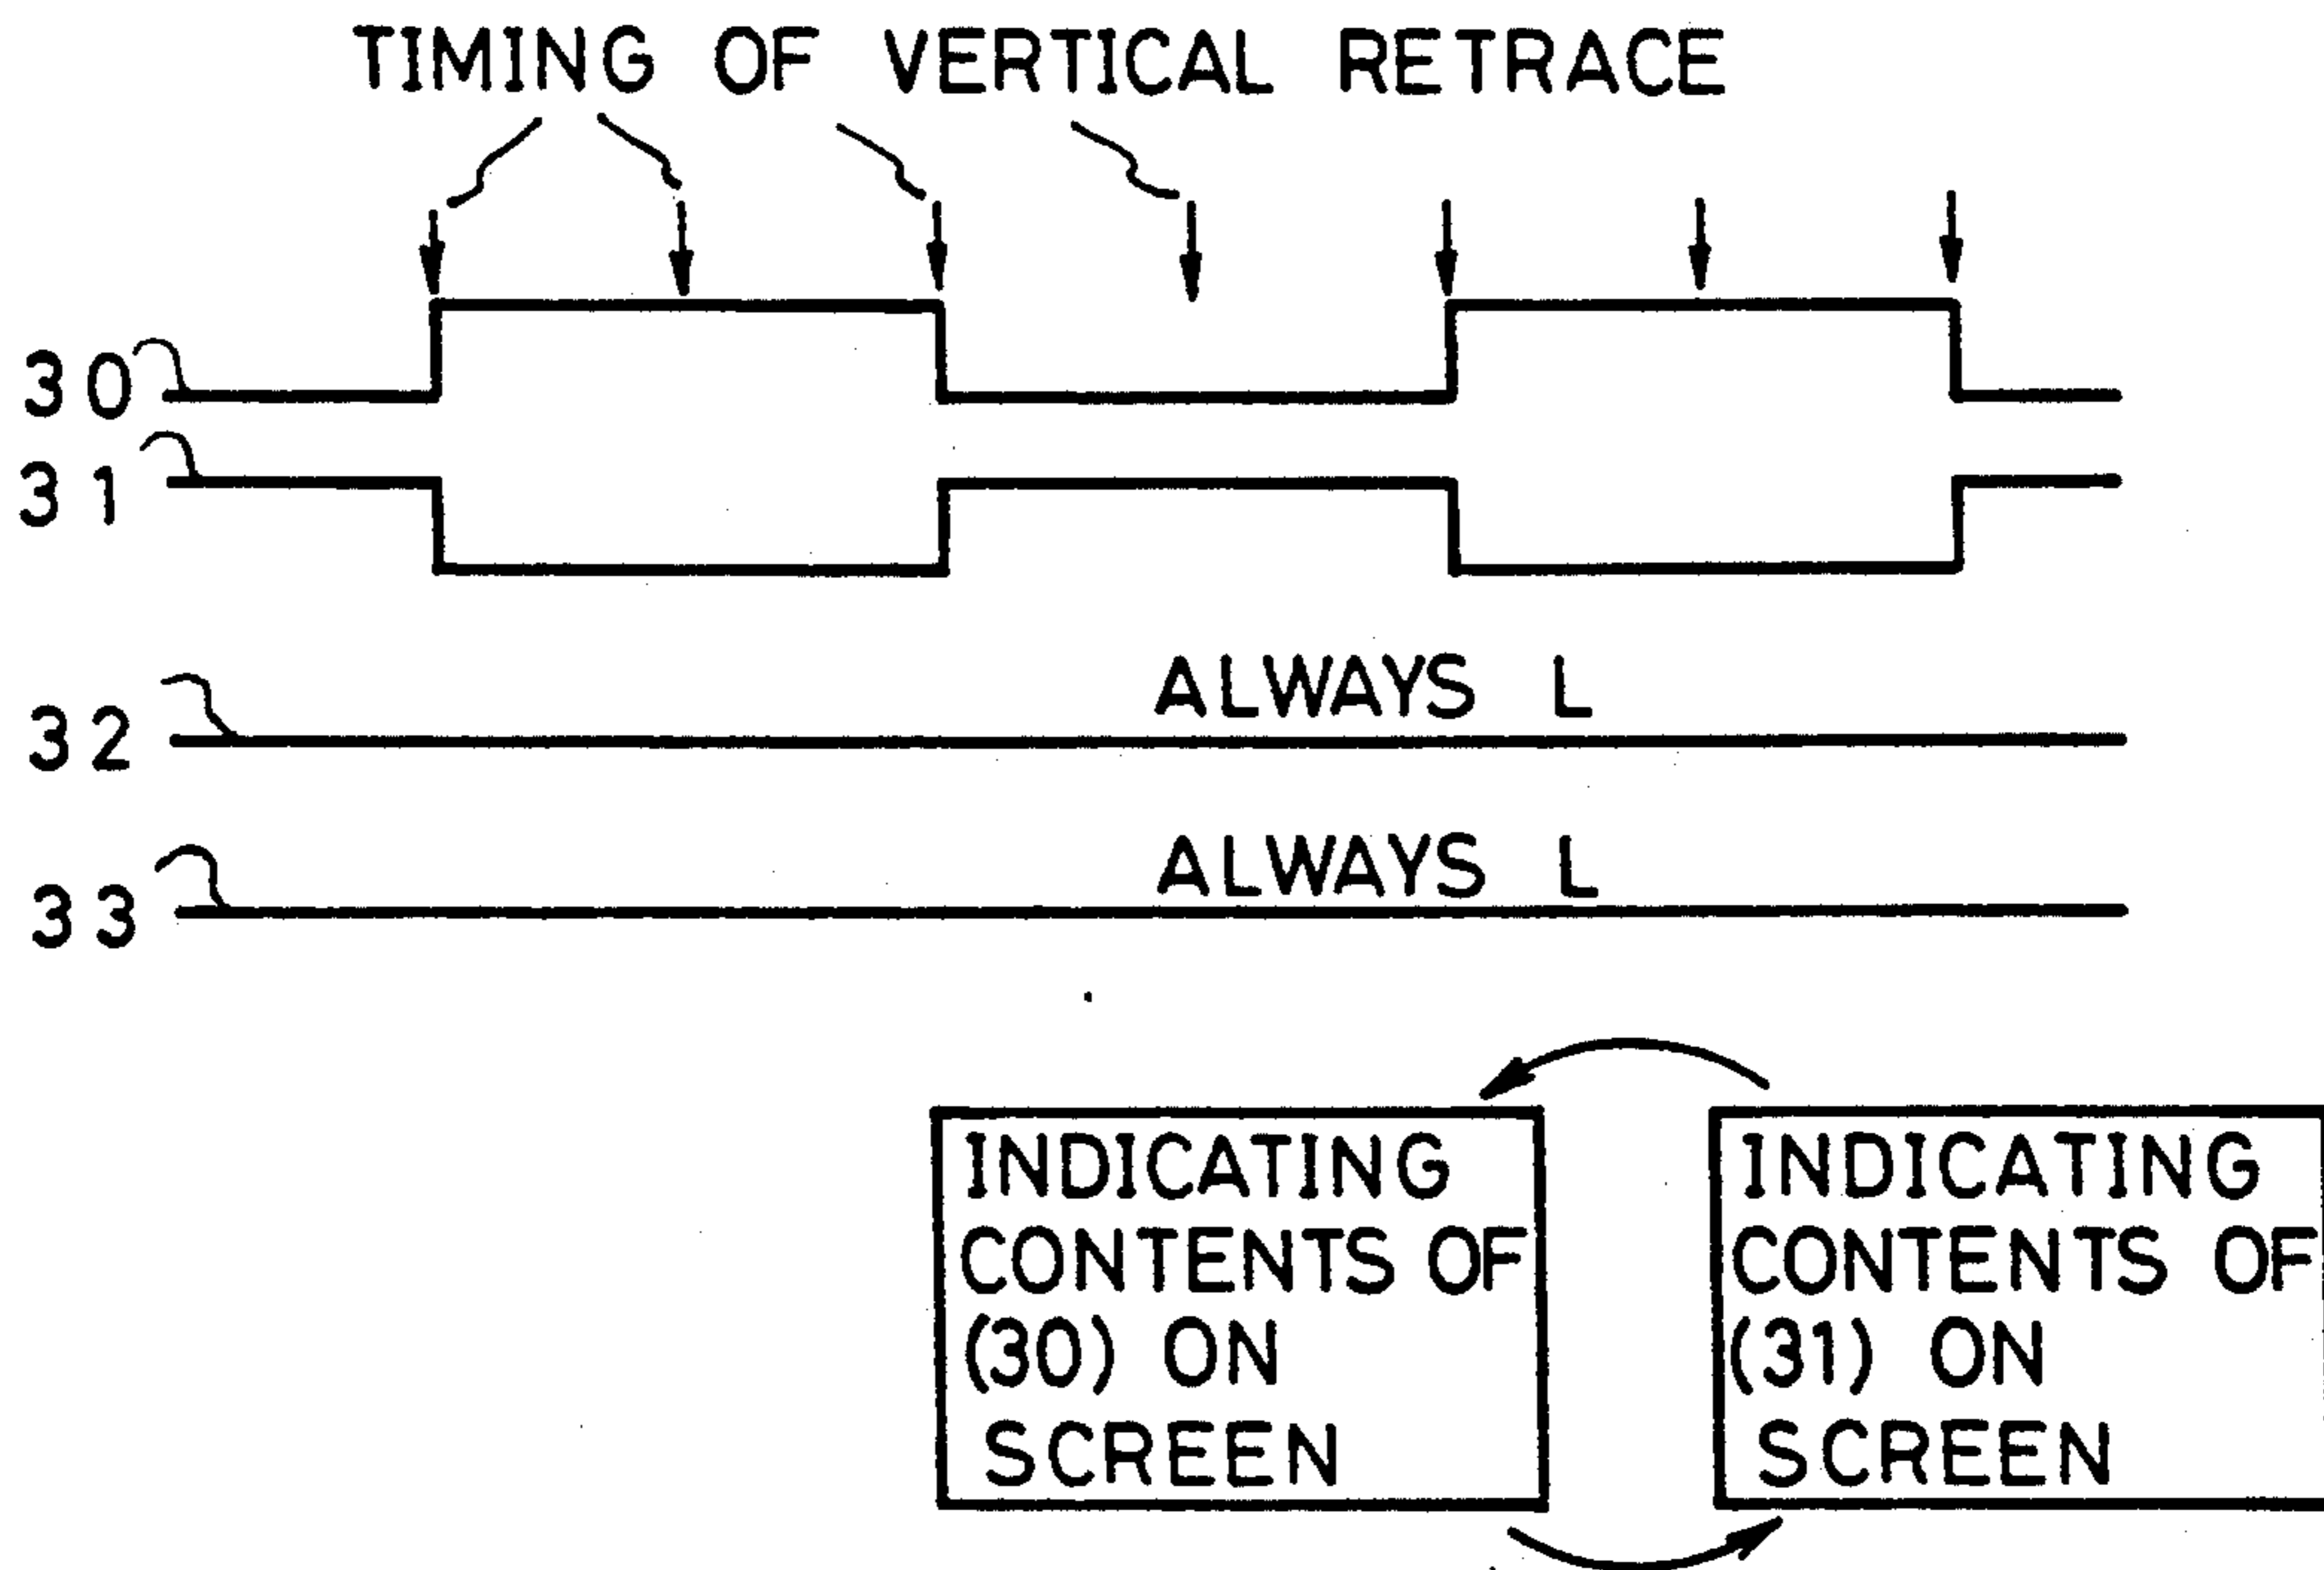 TIMING OF VERTICAL RETRACE
30
31
ALWAYS L
32
ALWAYS L
33
INDICATING
CONTENTS OF
(30) ON
SCREEN
INDICATING
CONTENTS OF
(31) ON
SCREEN